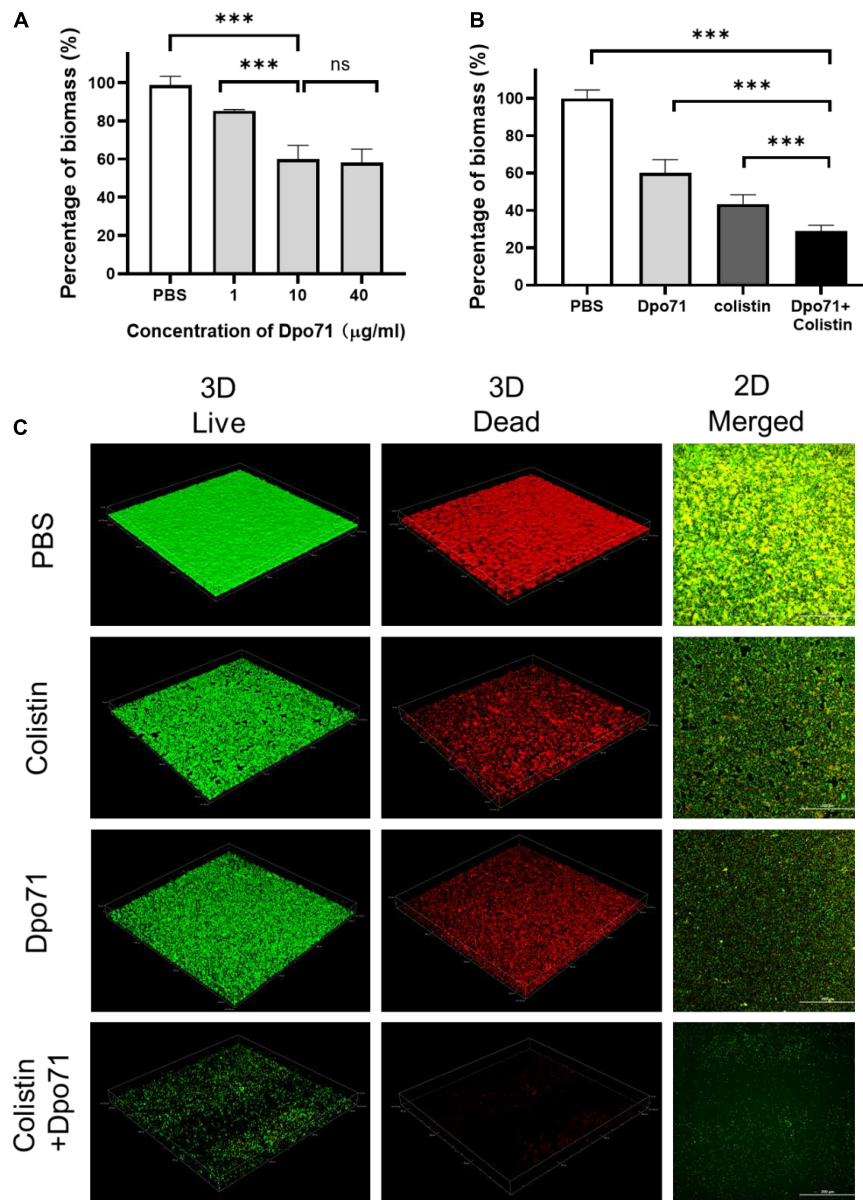 A
***
***
ns
Percentage of biomass (%)
100
80
60
40
20
0
PBS
1
10
40
Concentration of Dpo71 (μg/ml)
B
***
***
***
Percentage of biomass (%)
100
80
60
40
20
0
PBS
Dpo71
colistin
Dpo71+
Colistin
C
3D
Live
3D
Dead
2D
Merged
PBS
Colistin
Dpo71
Colistin
+Dpo71
200 μm